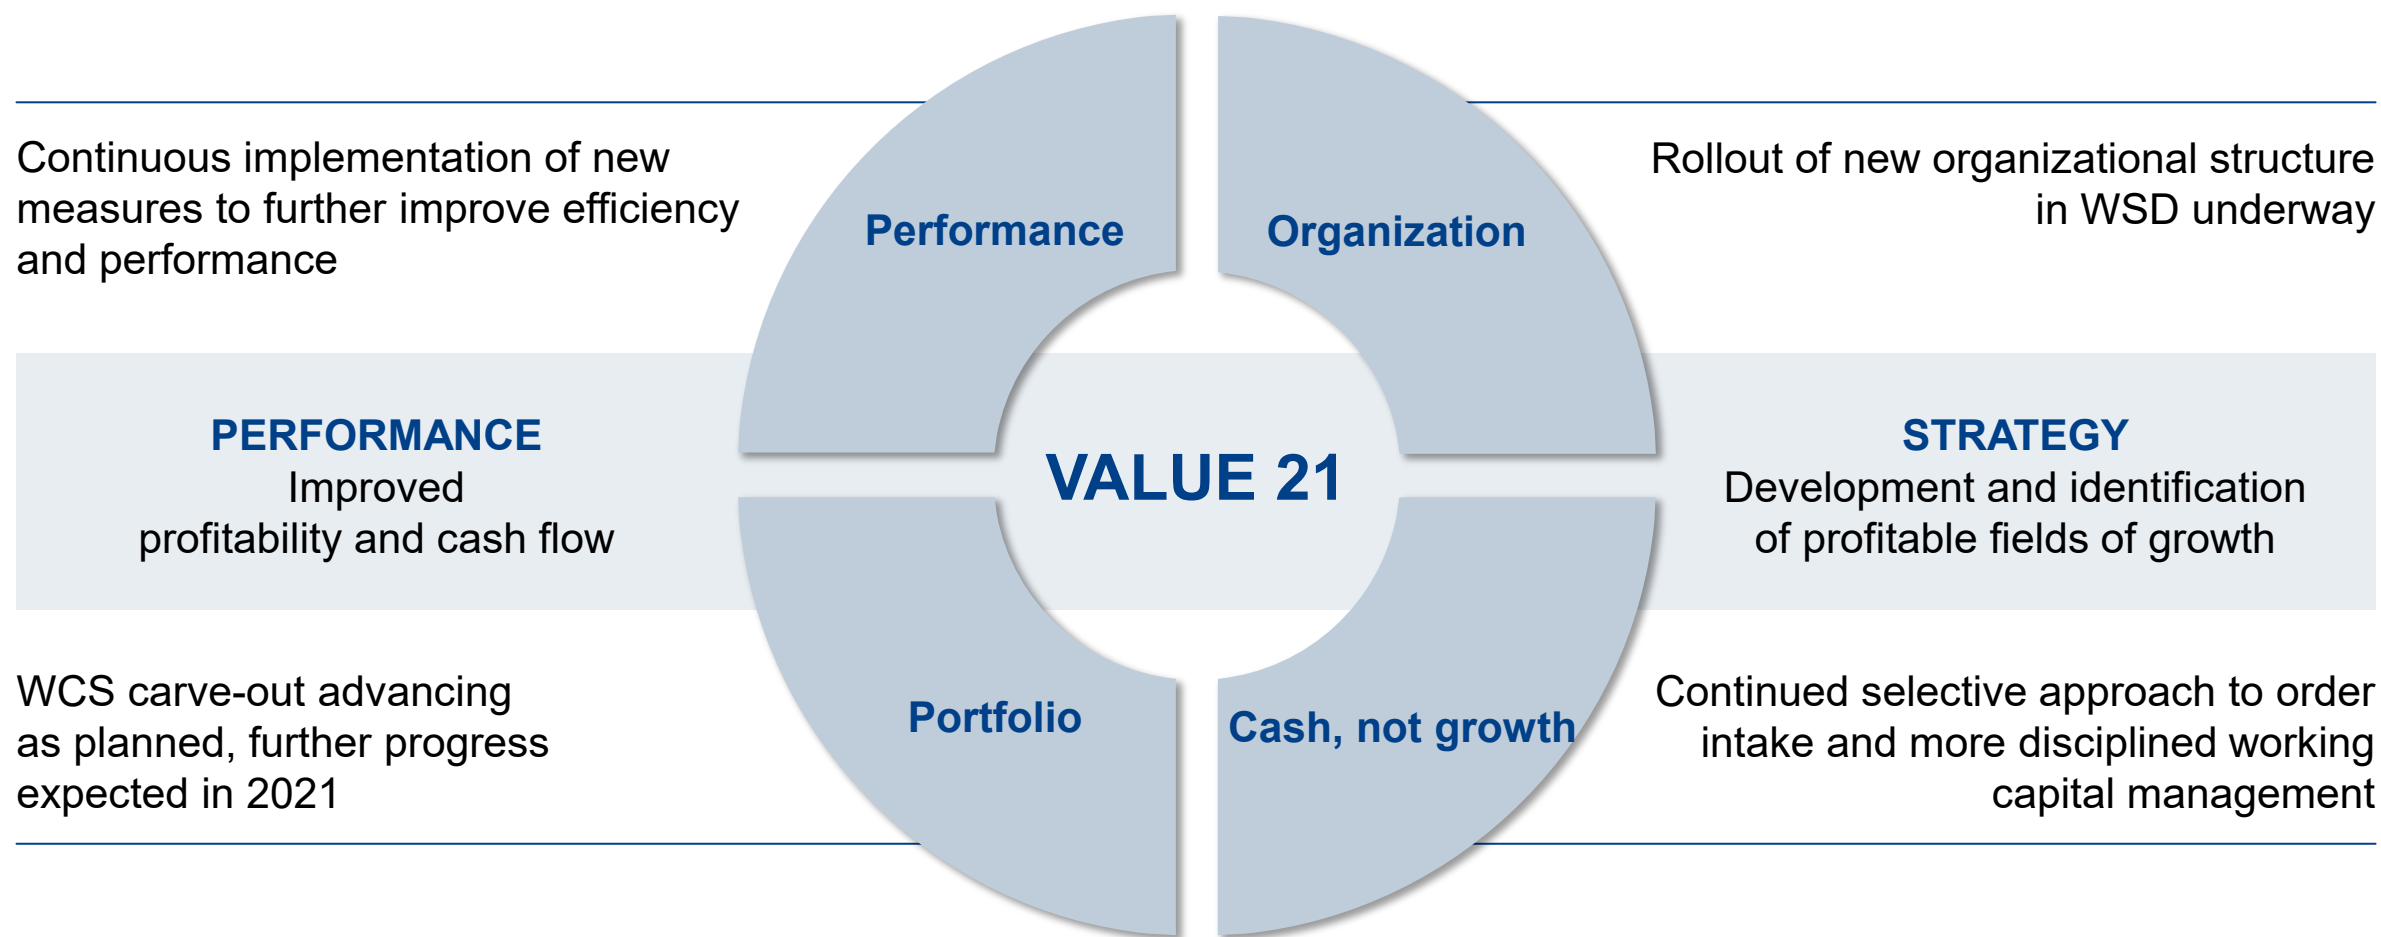 Continuous implementation of new
measures to further improve efficiency
and performance
Performance
Organization
Rollout of new organizational structure
in WSD underway
PERFORMANCE
Improved
profitability and cash flow
VALUE 21
STRATEGY
Development and identification
of profitable fields of growth
WCS carve-out advancing
as planned, further progress
expected in 2021
Portfolio
Cash, not growth
Continued selective approach to order
intake and more disciplined working
capital management